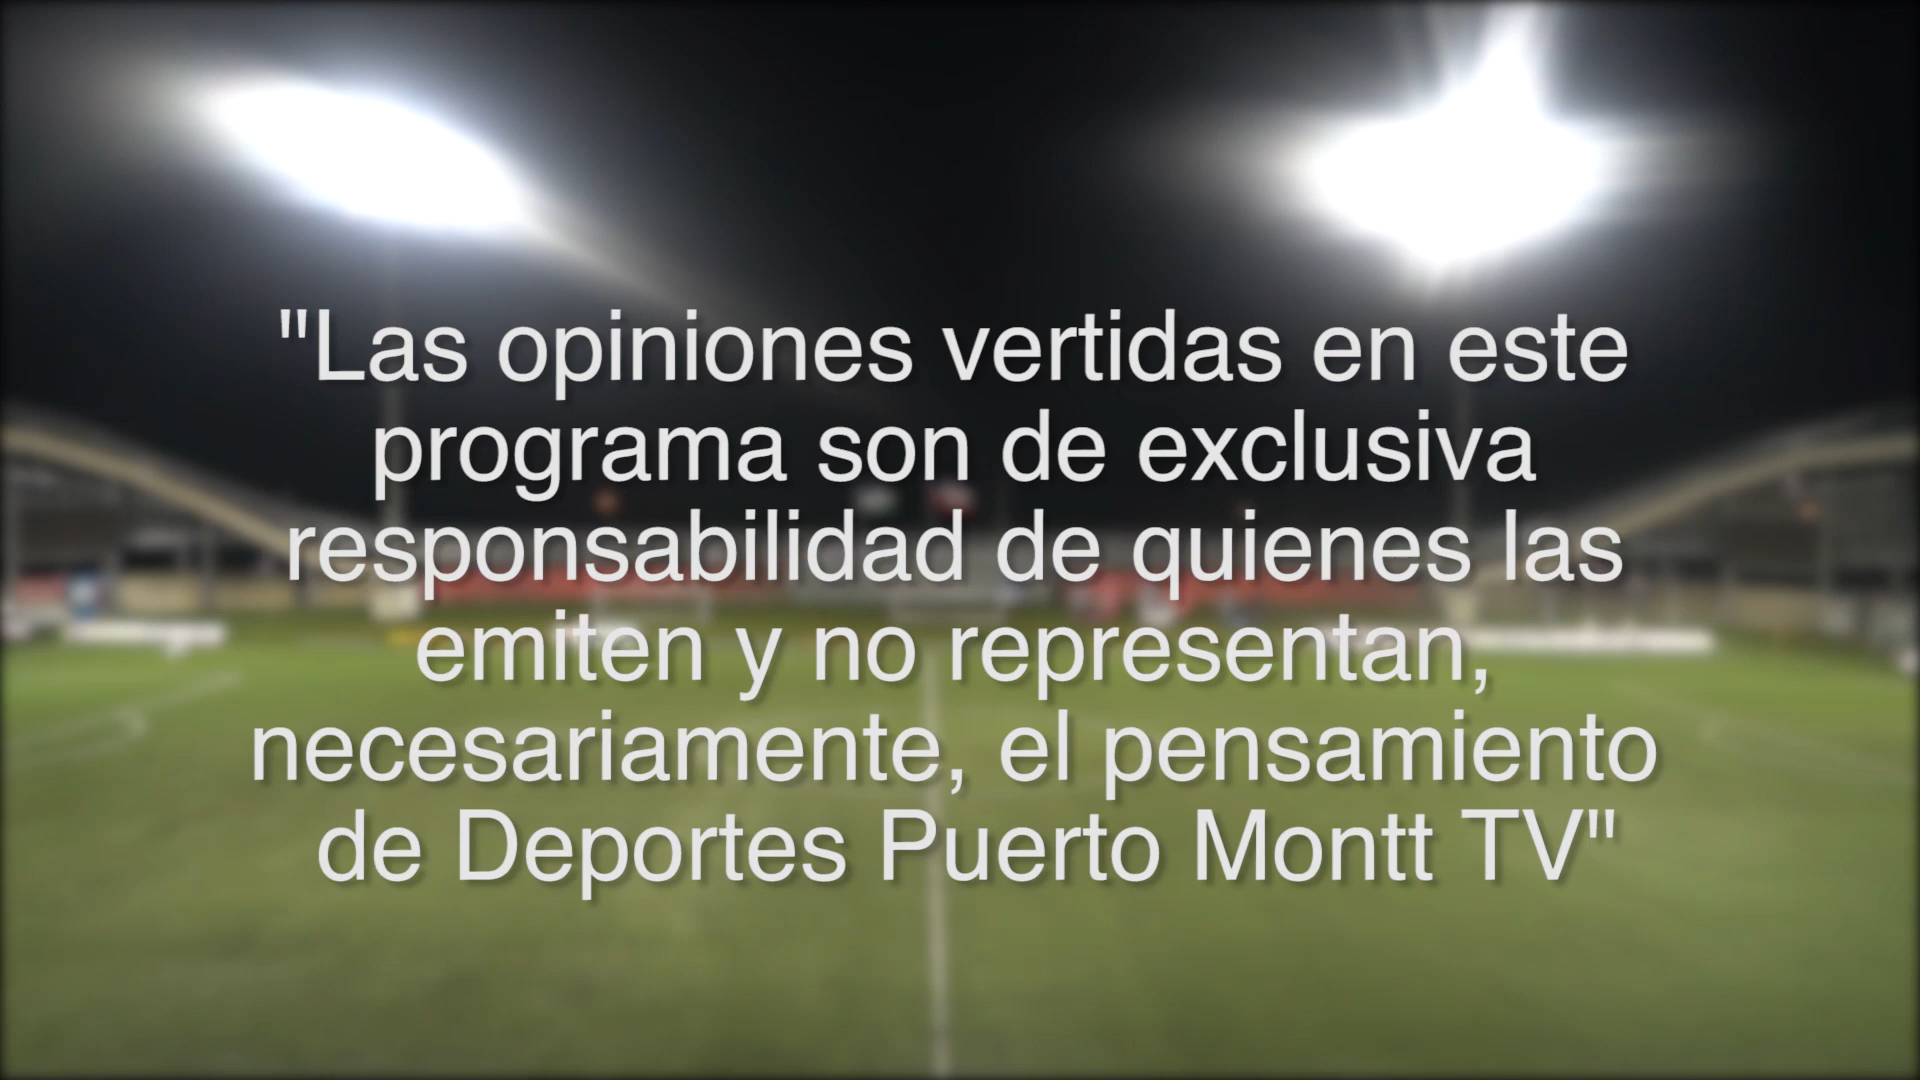 "Las opiniones vertidas en este
programa son de exclusiva
responsabilidad de quienes las
emiten y no representan,
necesariamente, el pensamiento
de Deportes Puerto Montt TV"